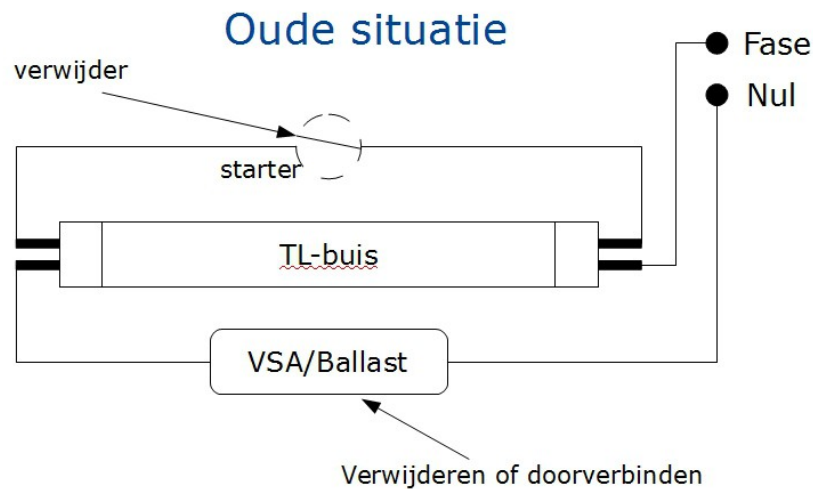 Oude situatie
Fase
verwijder
Nul
starter
TL-buis
VSA/Ballast
Verwijderen of doorverbinden